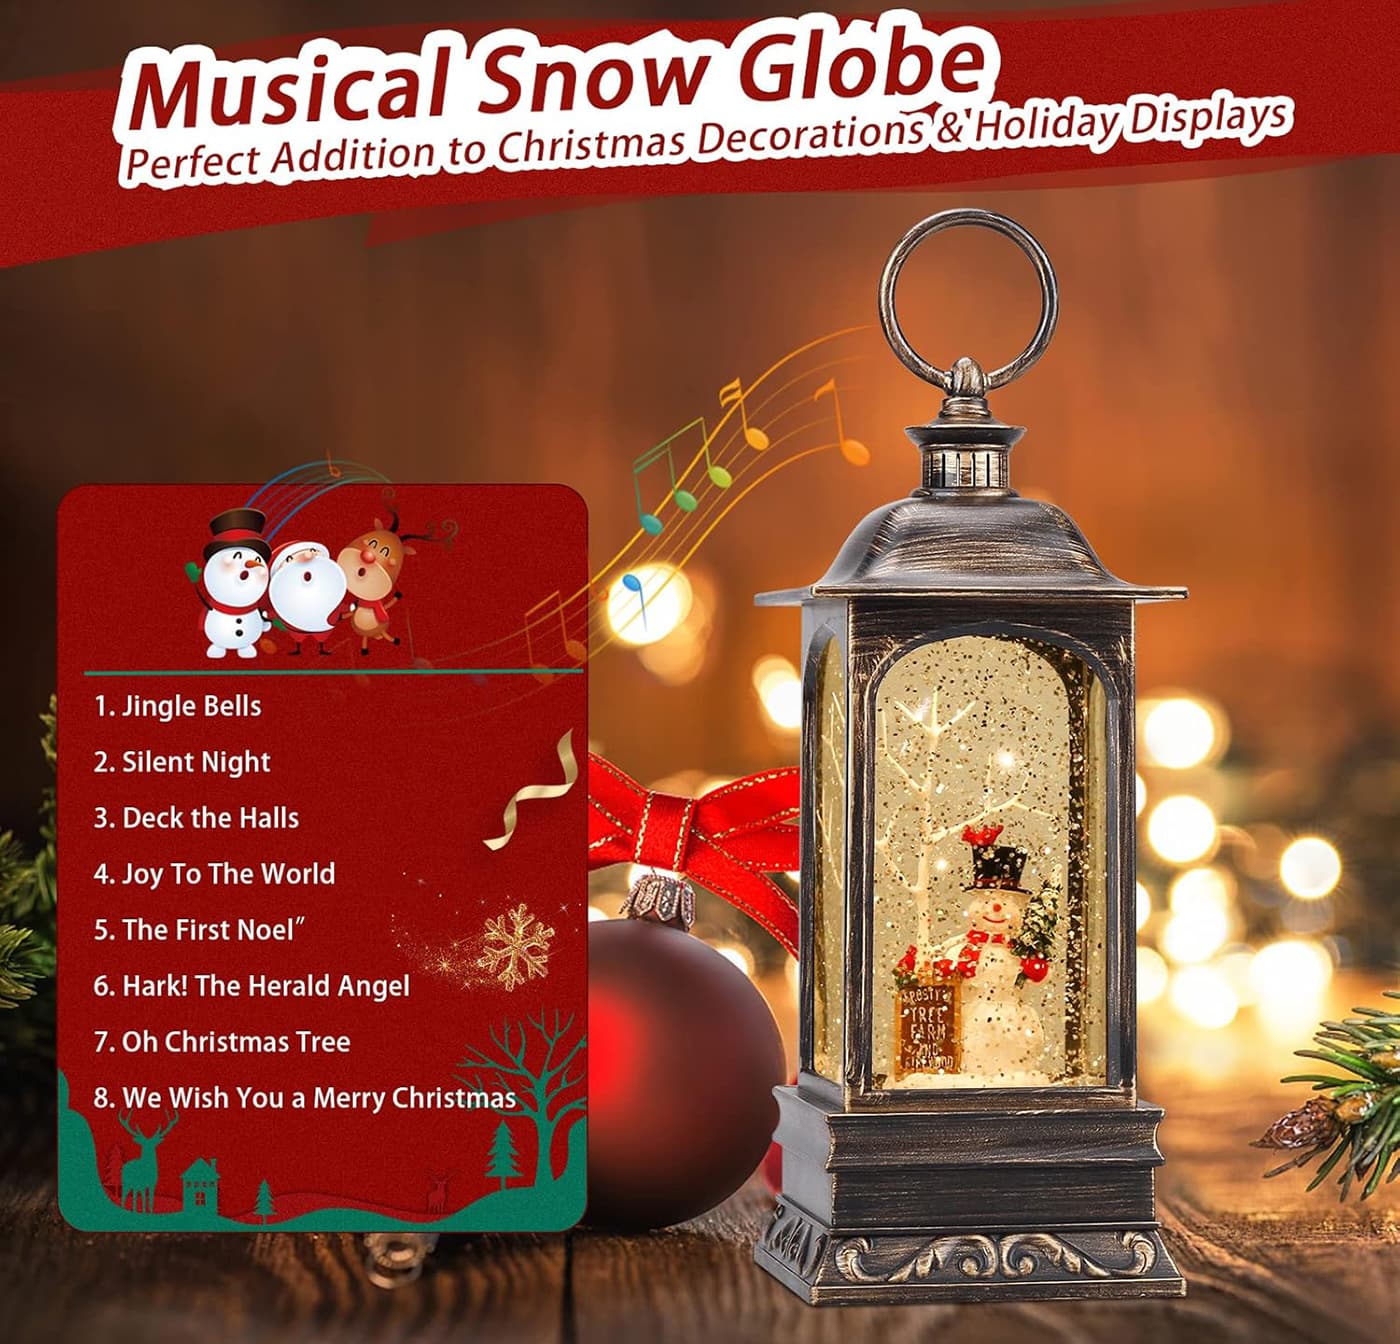 Musical Snow Globe
Perfect Addition to Christmas Decorations & Holiday Displays
1. Jingle Bells
2. Silent Night
3. Deck the Halls
4. Joy To The World
5. The First Noel”
6. Hark! The Herald Angel
7. Oh Christmas Tree
8. We Wish You a Merry Christmas
TREE
FARM